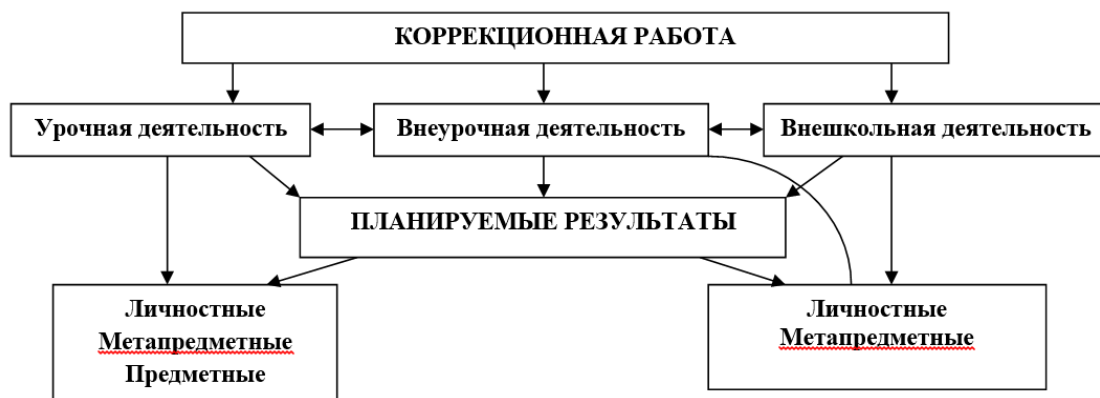 КОРРЕКЦИОННАЯ РАБОТА
Урочная деятельность
Внеурочная деятельность
Внешкольная деятельность
ПЛАНИРУЕМЫЕ РЕЗУЛЬТАТЫ
Личностные
Метапредметные
Предметные
Личностные
Метапредметные